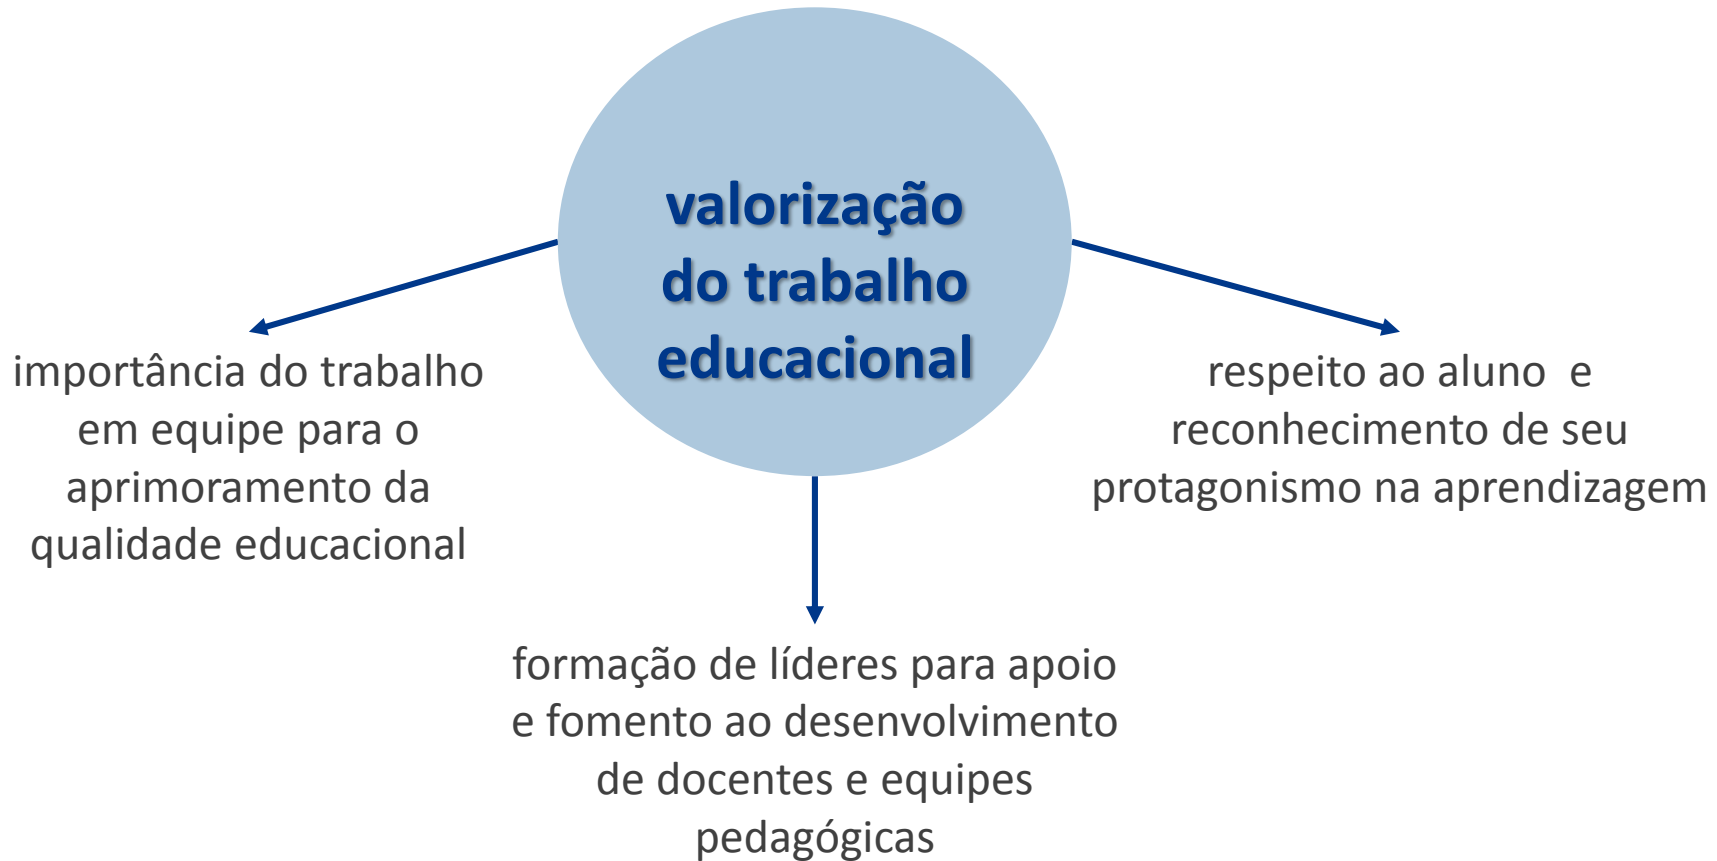 valorização
do trabalho
educacional
importância do trabalho
em equipe para o
aprimoramento da
qualidade educacional
respeito ao aluno  e
reconhecimento de seu
protagonismo na aprendizagem
formação de líderes para apoio
e fomento ao desenvolvimento
de docentes e equipes
pedagógicas